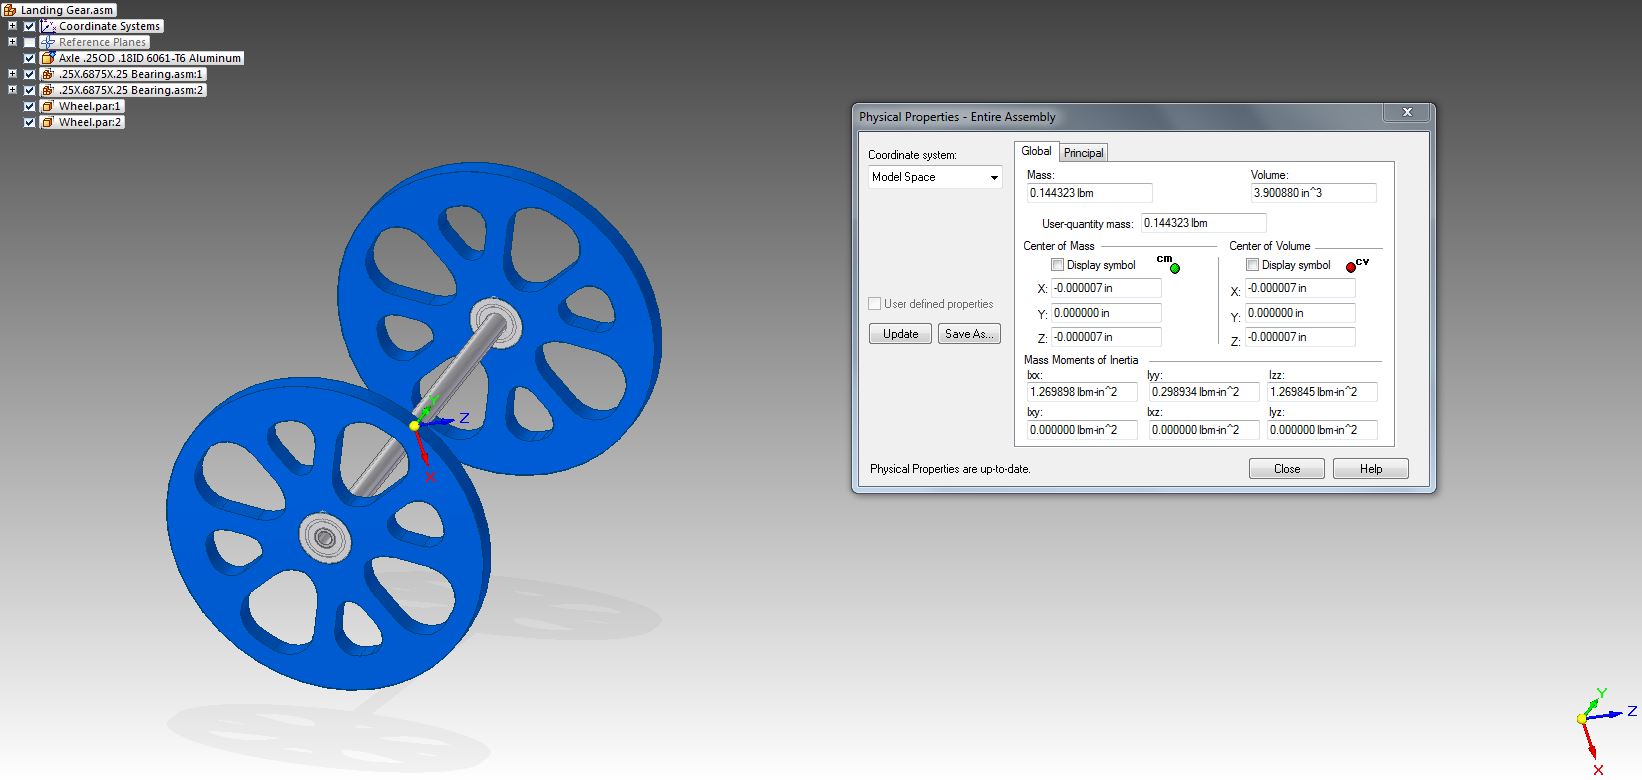 Landing Gear.asm
Coordinate Systems
Reference Planes
Axle .25OD .18ID 6061-T6 Aluminum
.25X.6875X.25 Bearing.asm:1
.25X.6875X.25 Bearing.asm:2
Wheel.par:1
Wheel.par:2
Y
Z
X
Physical Properties - Entire Assembly
X
Coordinate system:
Model Space
User defined properties
Update Save As...
Global Principal
Mass: Volume:
0.144323 lbm 3.900880 in^3
User-quantity mass: 0.144323 lbm
Center of Mass Center of Volume
Display symbol cm Display symbol cv
X: -0.000007 in X: -0.000007 in
Y: 0.000000 in Y: 0.000000 in
Z: -0.000007 in Z: -0.000007 in
Mass Moments of Inertia
Ixx: Iyy: Izz:
1.269898 lbm-in^2 0.298934 lbm-in^2 1.269845 lbm-in^2
Ixy: Ixz: Iyz:
0.000000 lbm-in^2 0.000000 lbm-in^2 0.000000 lbm-in^2
Physical Properties are up-to-date. Close Help
Y
Z
X